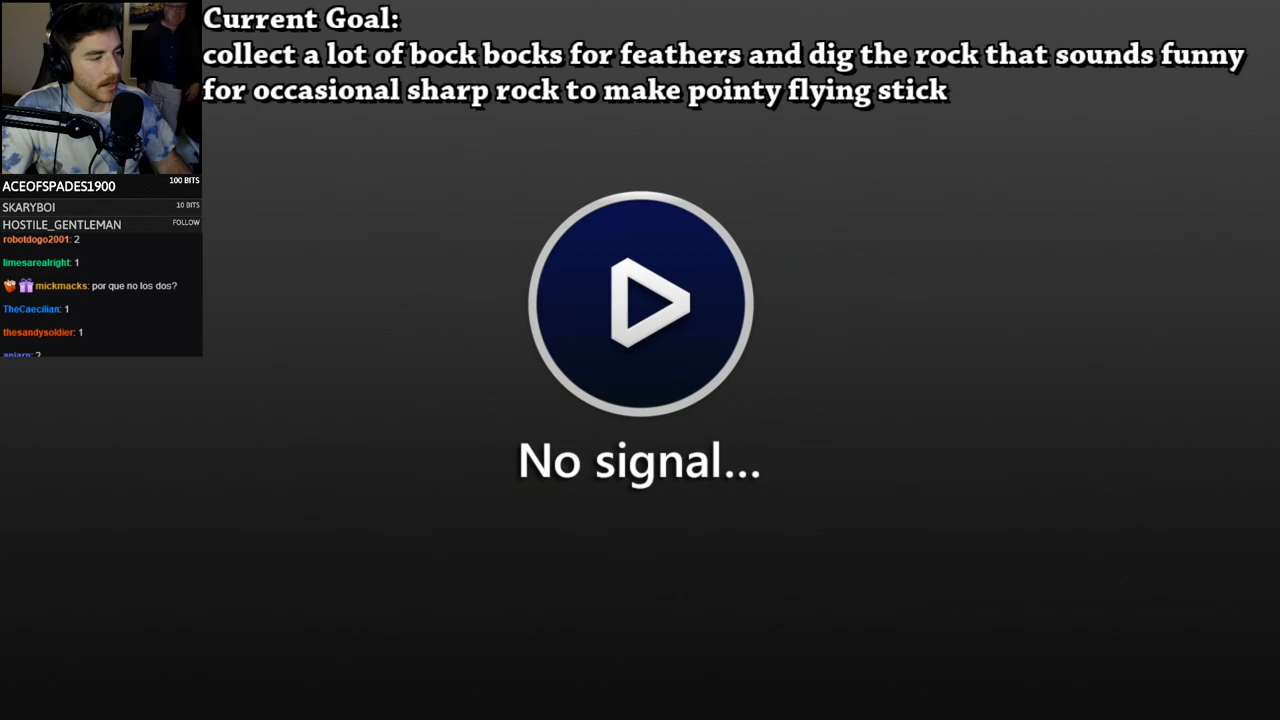 Current Goal:
collect a lot of bock bocks for feathers and dig the rock that sounds funny
for occasional sharp rock to make pointy flying stick
ACEOFSPADES1900 100 BITS
SKARYBOI 10 BITS
HOSTILE_GENTLEMAN FOLLOW
robotdogo2001: 2
limesarealright: 1
mickmacks: por que no los dos?
TheCaecilian: 1
thesandysoldier: 1
No signal...